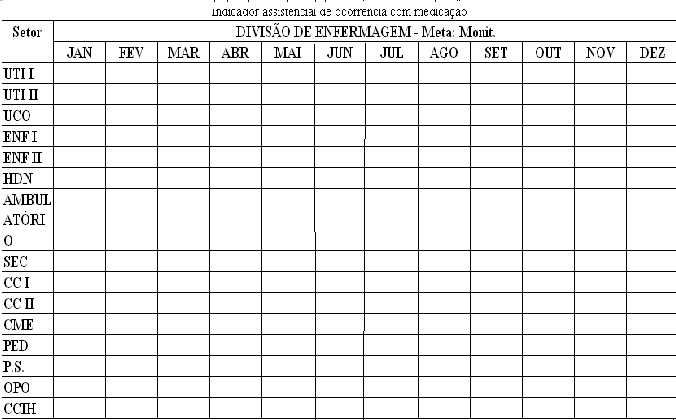 Indicador assistencial de ocorrência com medicação
Setor DIVISÃO DE ENFERMAGEM - Meta: Monit.
JAN FEV MAR ABR MAI JUN JUL AGO SET OUT NOV DEZ
UTI I
UTI II
UCO
ENF I
ENF II
HDN
AMBUL
ATÓRI
O
SEC
CC I
CC II
CME
PED
P.S.
OPO
CCIH